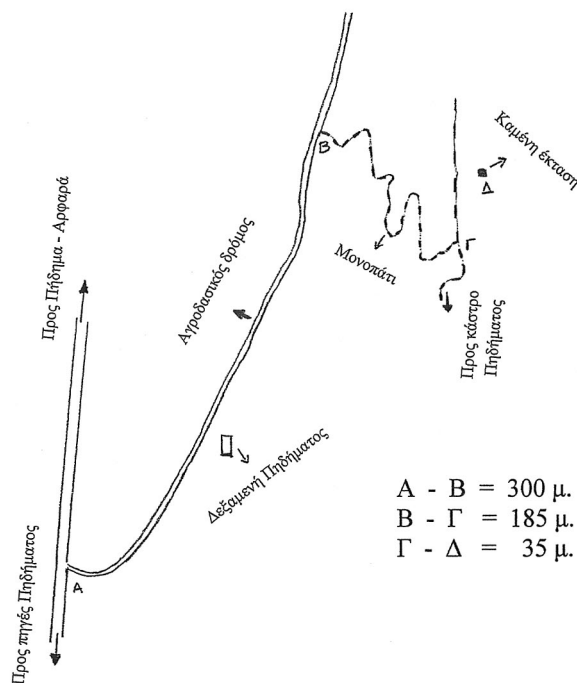 Β
Καμένη έκταση
Δ
Γ
Μονοπάτι
Προς κάστρο
Πηδήματος
Προς Πήδημα - Αρφαρά
Αγροδασικός δρόμος
Δεξαμενή Πηδήματος
Α - Β = 300 μ.
Β - Γ = 185 μ.
Γ - Δ = 35 μ.
Α
Προς πηγές Πηδήματος